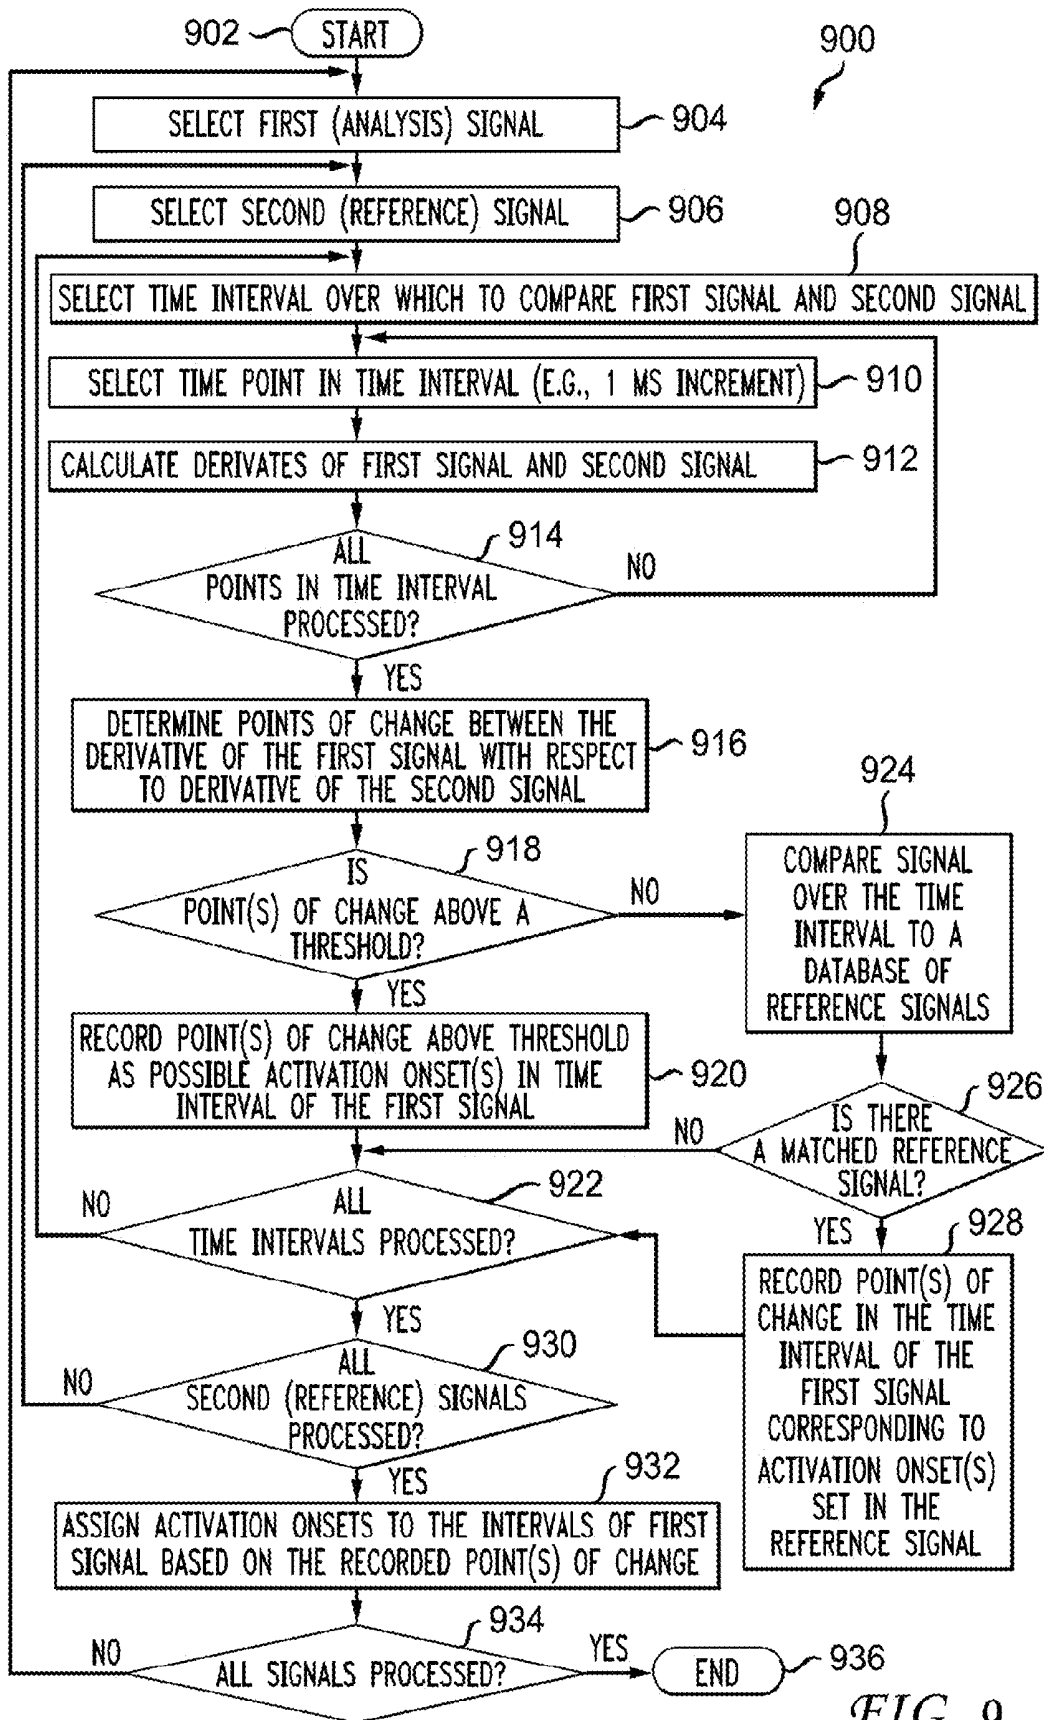 902
START
900
SELECT FIRST (ANALYSIS) SIGNAL
904
SELECT SECOND (REFERENCE) SIGNAL
906
908
SELECT TIME INTERVAL OVER WHICH TO COMPARE FIRST SIGNAL AND SECOND SIGNAL
SELECT TIME POINT IN TIME INTERVAL (E.G., 1 MS INCREMENT)
910
CALCULATE DERIVATES OF FIRST SIGNAL AND SECOND SIGNAL
912
914
ALL
POINTS IN TIME INTERVAL
PROCESSED?
NO
YES
DETERMINE POINTS OF CHANGE BETWEEN THE
DERIVATIVE OF THE FIRST SIGNAL WITH RESPECT
TO DERIVATIVE OF THE SECOND SIGNAL
916
918
IS
POINT(S) OF CHANGE ABOVE A
THRESHOLD?
NO
YES
924
COMPARE SIGNAL
OVER THE TIME
INTERVAL TO A
DATABASE OF
REFERENCE SIGNALS
RECORD POINT(S) OF CHANGE ABOVE THRESHOLD
AS POSSIBLE ACTIVATION ONSET(S) IN TIME
INTERVAL OF THE FIRST SIGNAL
920
926
IS THERE
A MATCHED REFERENCE
SIGNAL?
NO
YES
922
ALL
TIME INTERVALS PROCESSED?
NO
YES
928
RECORD POINT(S) OF
CHANGE IN THE TIME
INTERVAL OF THE
FIRST SIGNAL
CORRESPONDING TO
ACTIVATION ONSET(S)
SET IN THE
REFERENCE SIGNAL
930
ALL
SECOND (REFERENCE) SIGNALS
PROCESSED?
NO
YES
932
ASSIGN ACTIVATION ONSETS TO THE INTERVALS OF FIRST
SIGNAL BASED ON THE RECORDED POINT(S) OF CHANGE
934
ALL SIGNALS PROCESSED?
NO
YES
END
936
FIG. 9